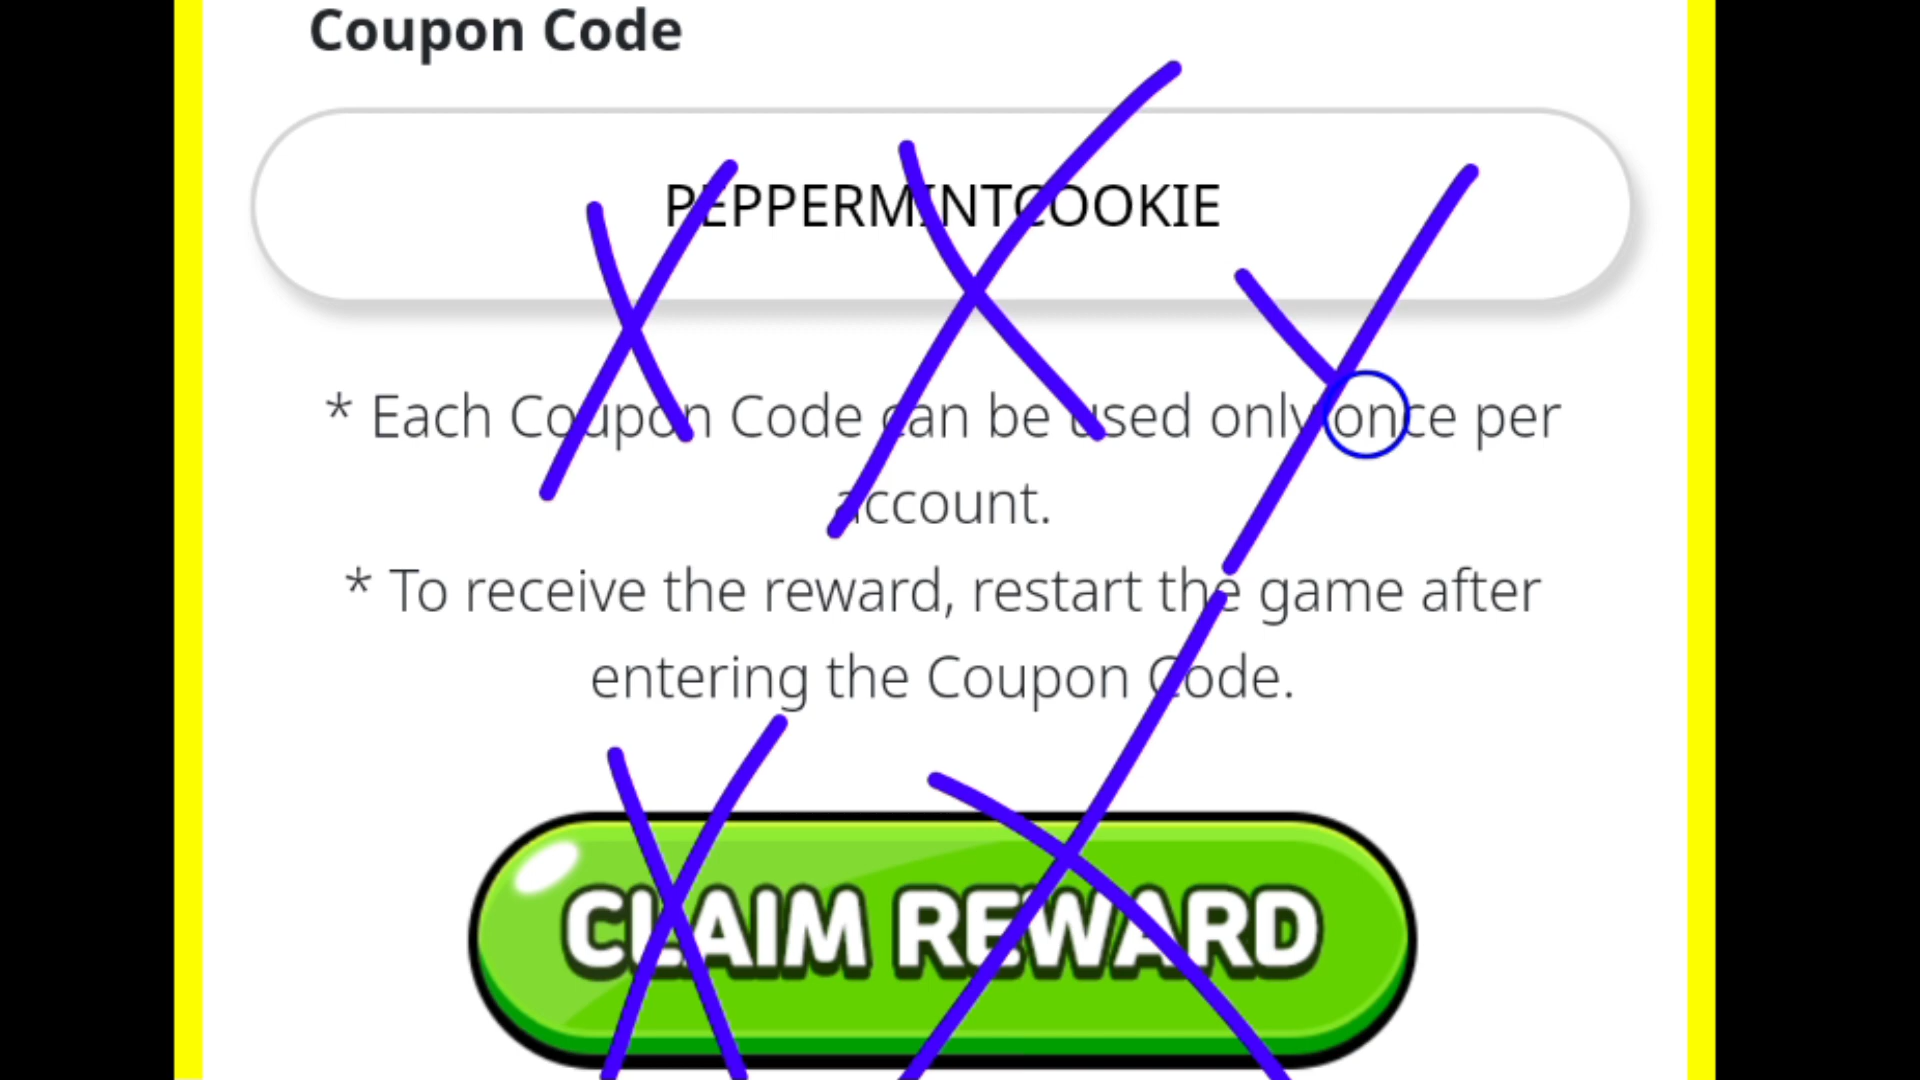 Coupon Code
PEPPERMINTCOOKIE
* Each Coupon Code can be used only once per
account.
* To receive the reward, restart the game after
entering the Coupon Code.
CLAIM REWARD